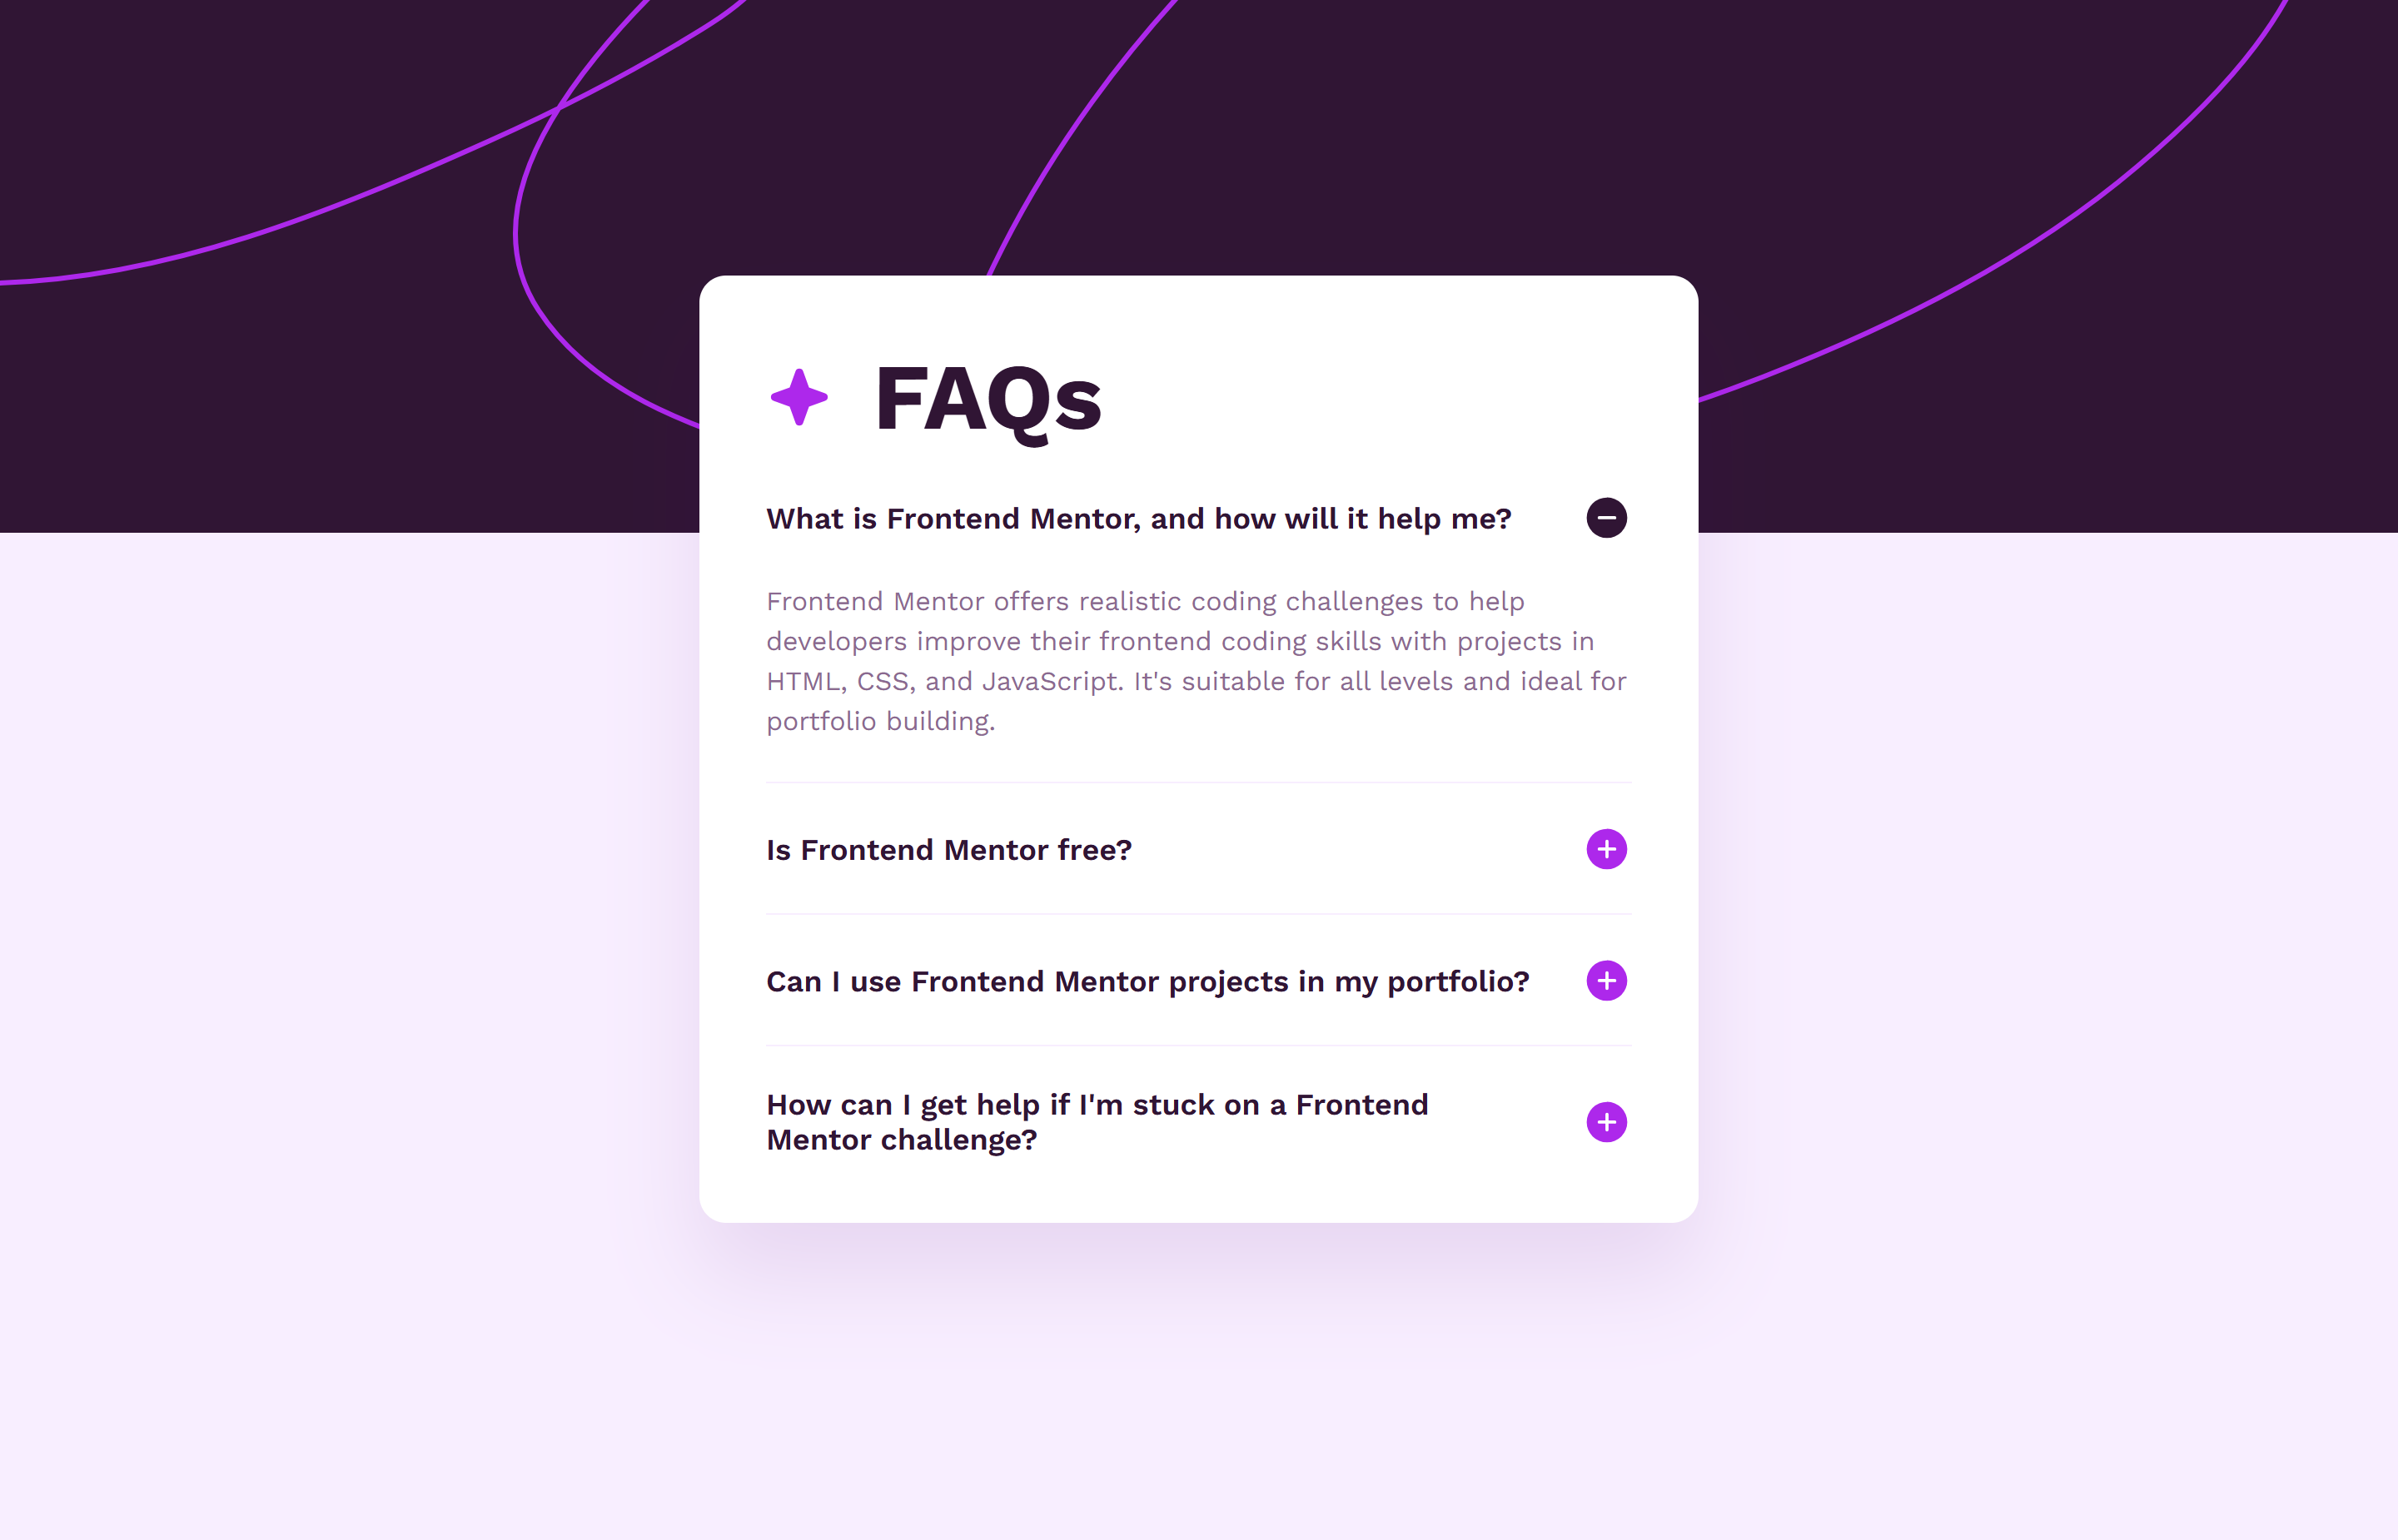 FAQs
What is Frontend Mentor, and how will it help me?
Frontend Mentor offers realistic coding challenges to help
developers improve their frontend coding skills with projects in
HTML, CSS, and JavaScript. It's suitable for all levels and ideal for
portfolio building.
Is Frontend Mentor free?
Can I use Frontend Mentor projects in my portfolio?
How can I get help if I'm stuck on a Frontend
Mentor challenge?